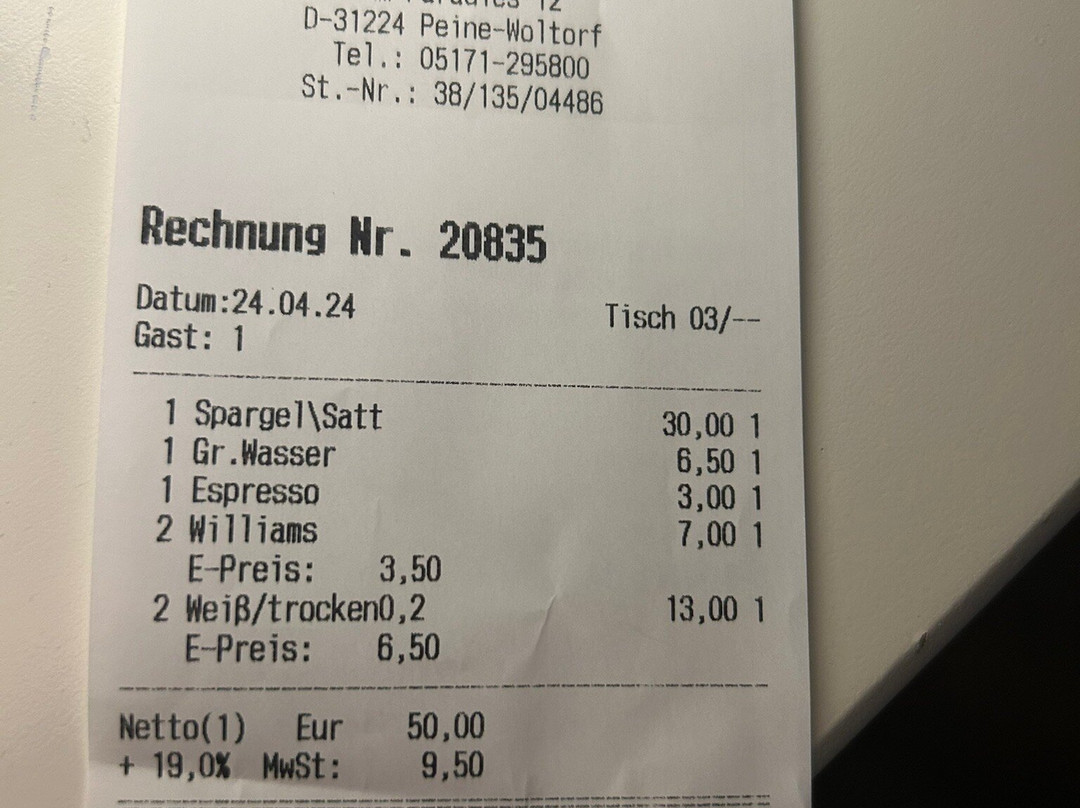 12
D-31224 Peine-Woltorf
Tel.: 05171-295800
St.-Nr.: 38/135/04486
Rechnung Nr. 20835
Datum:24.04.24 Tisch 03/--
Gast: 1
1 Spargel\Satt 30,00 1
1 Gr.Wasser 6,50 1
1 Espresso 3,00 1
2 Williams 7,00 1
E-Preis: 3,50
2 Weiß/trocken0,2 13,00 1
E-Preis: 6,50
Netto(1) Eur 50,00
+ 19,0% MwSt: 9,50